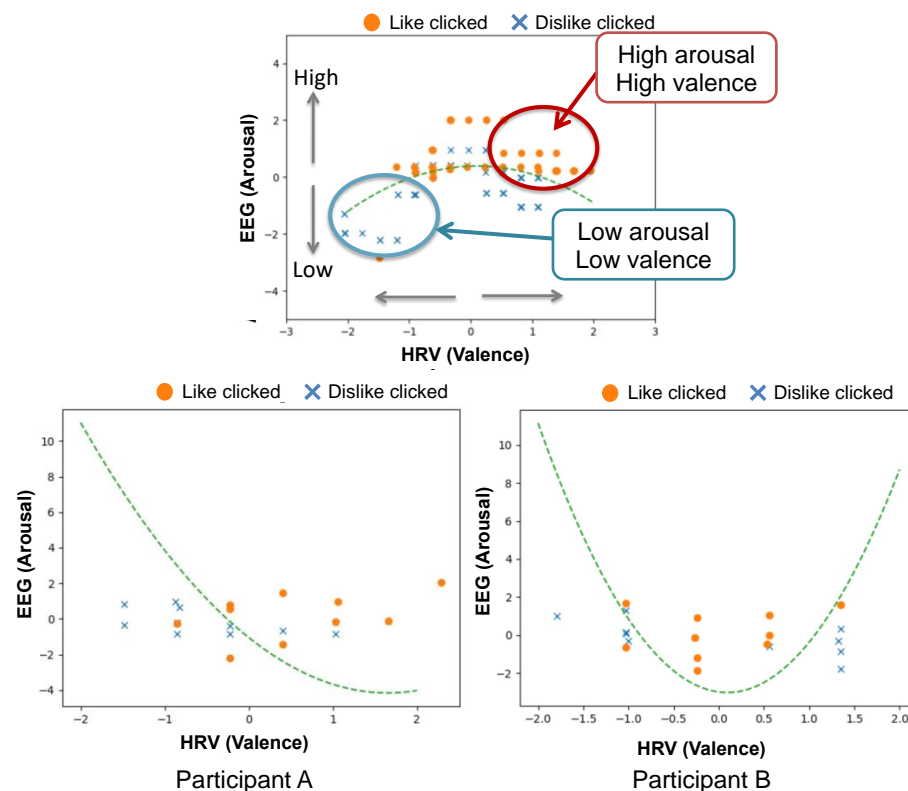 Like clicked Dislike clicked
High arousal
High valence
High
Low
Low arousal
Low valence
EEG (Arousal)
4
2
0
−2
−4
−3 −2 −1 0 1 2 3
HRV (Valence)
Like clicked Dislike clicked
EEG (Arousal)
10
8
6
4
2
0
−2
−4
−2 −1 0 1 2
HRV (Valence)
Participant A
Like clicked Dislike clicked
EEG (Arousal)
10
8
6
4
2
0
−2
−2.0 −1.5 −1.0 −0.5 0.0 0.5 1.0 1.5 2.0
HRV (Valence)
Participant B